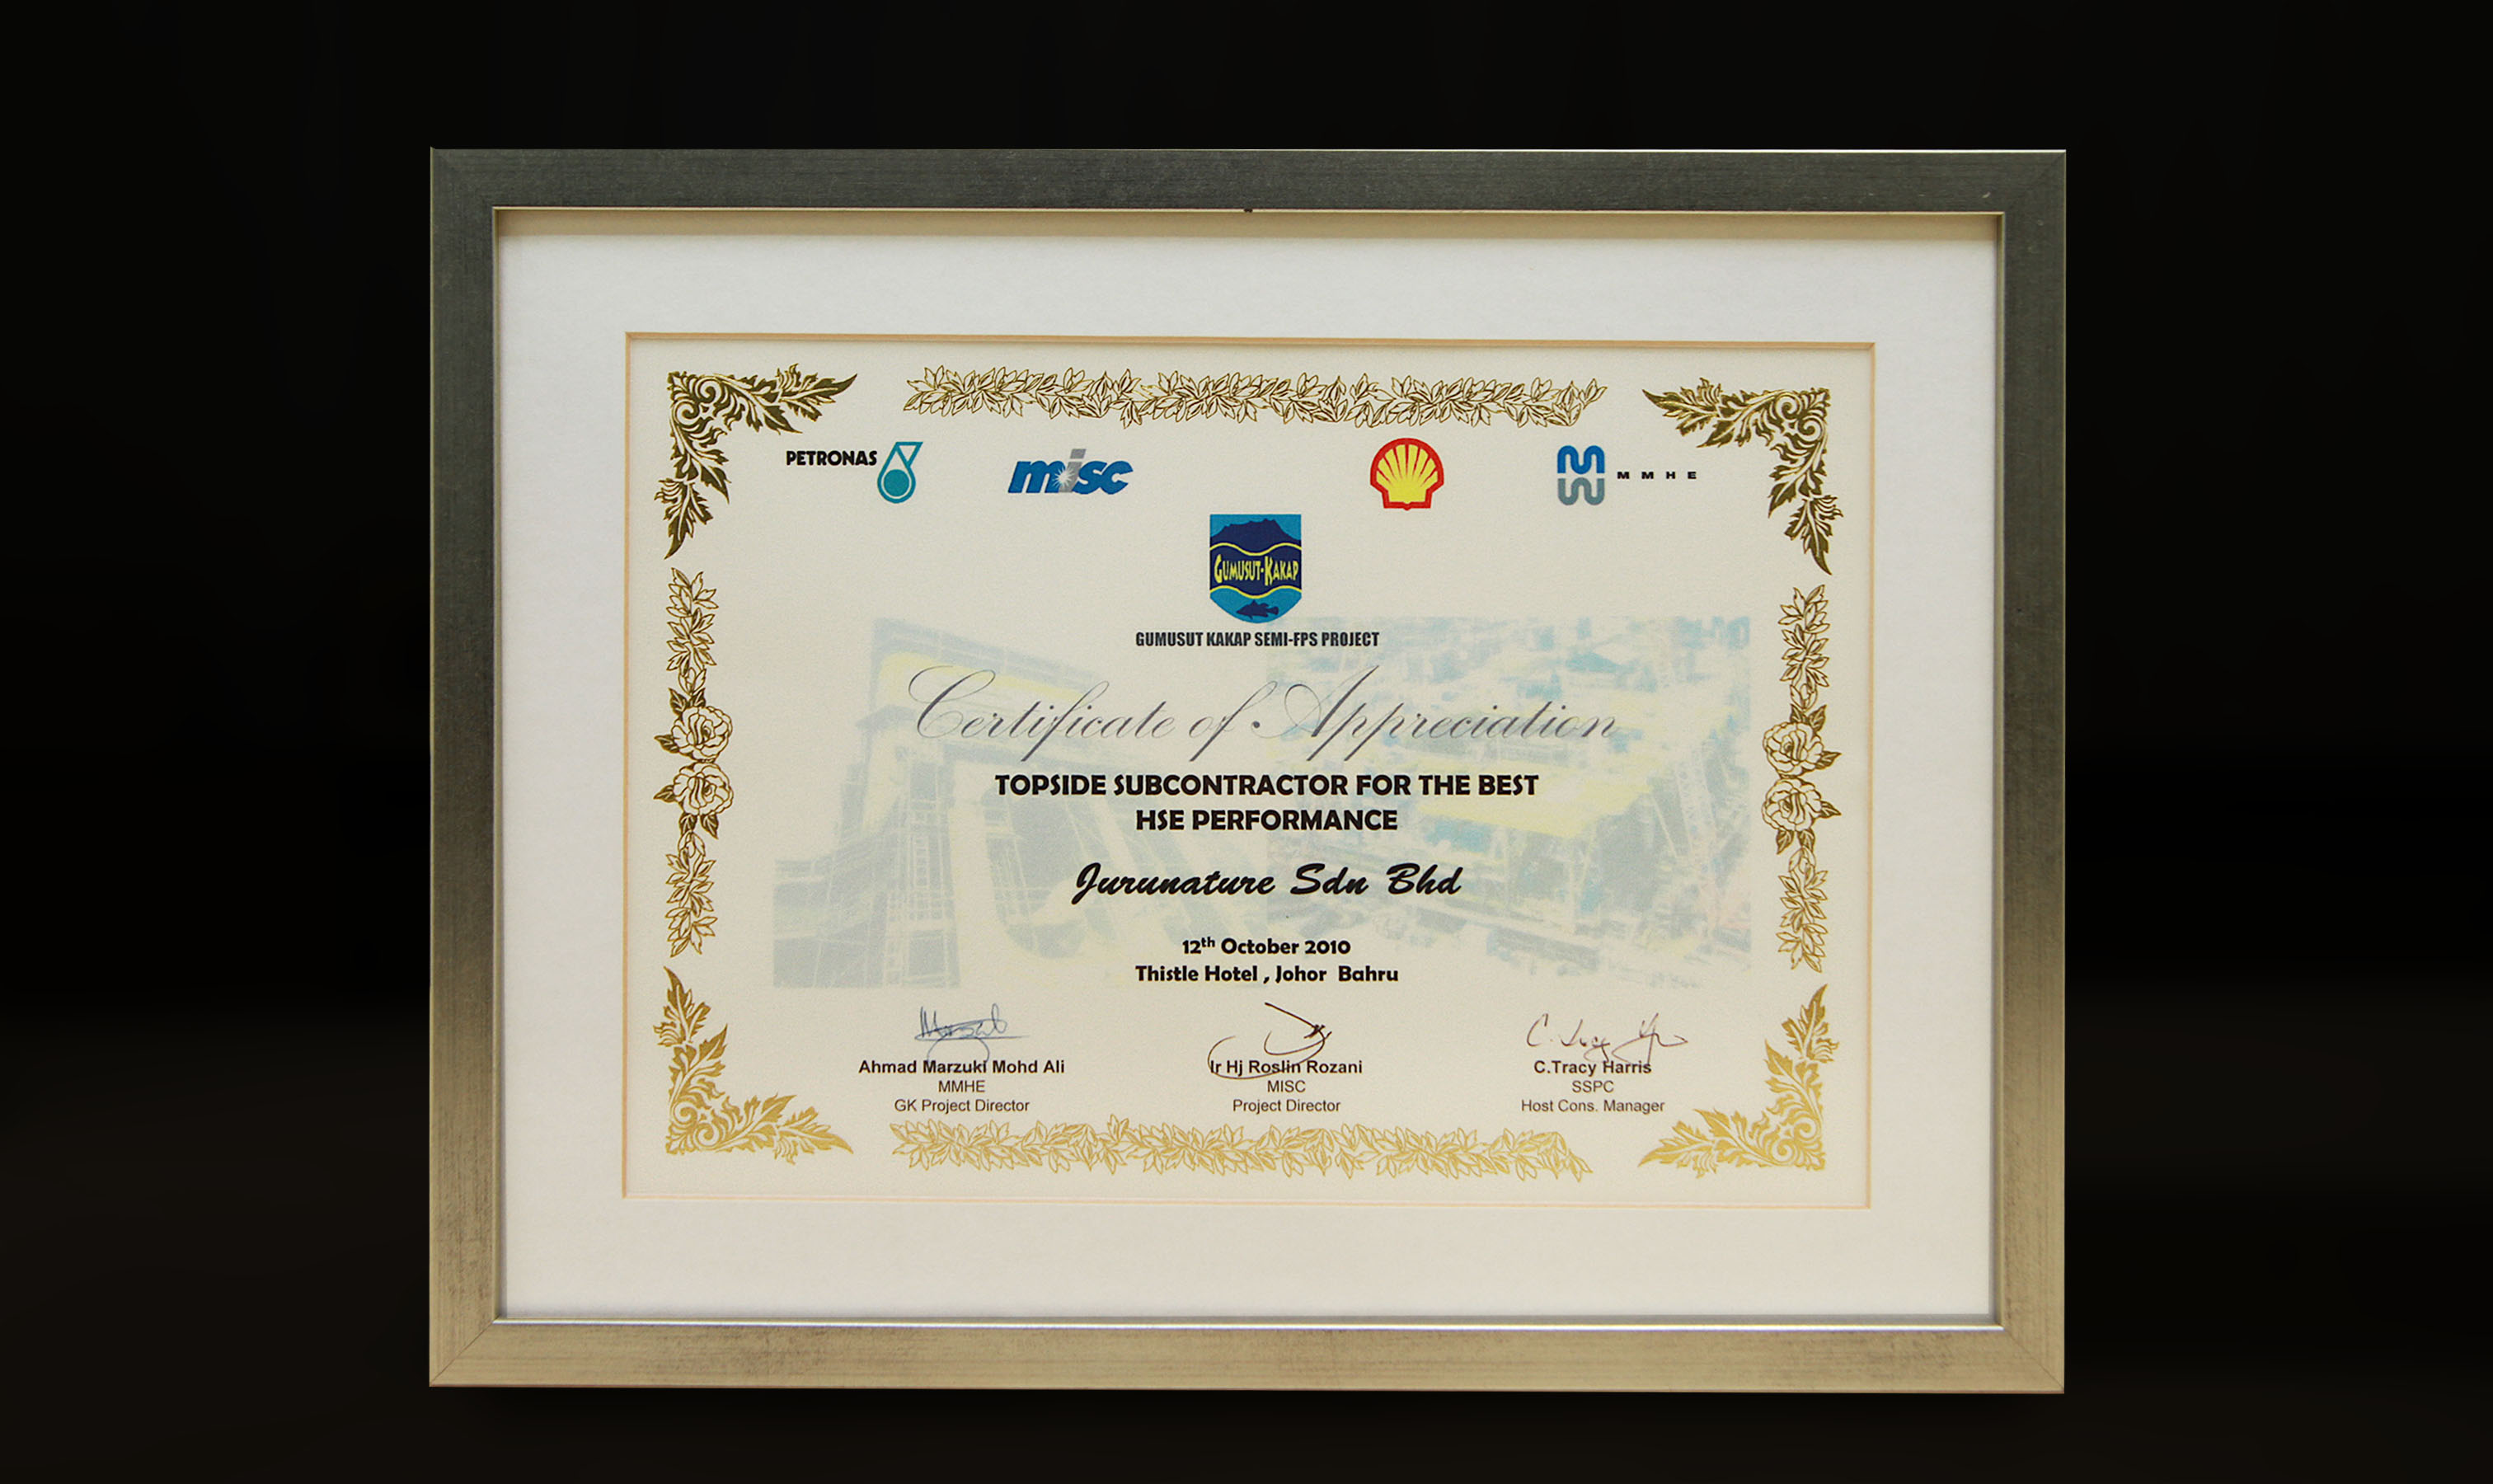 PETRONAS
misc
MMHE
GUMUSUT-KAKAP
GUMUSUT KAKAP SEMI-FPS PROJECT
Certificate of Appreciation
TOPSIDE SUBCONTRACTOR FOR THE BEST
HSE PERFORMANCE
Jurunature Sdn Bhd
12th October 2010
Thistle Hotel , Johor Bahru
Ahmad Marzuki Mohd Ali
MMHE
GK Project Director
Ir Hj Roslin Rozani
MISC
Project Director
C.Tracy Harris
SSPC
Host Cons. Manager